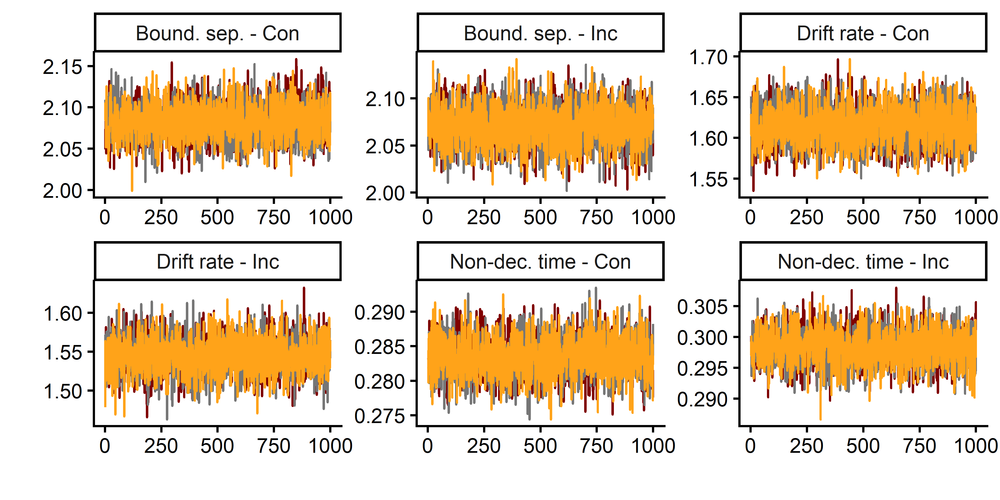 Bound. sep. - Con
Bound. sep. - Inc
Drift rate - Con
2.15
2.10
2.05
2.00
0 250 500 750 1000
2.10
2.05
2.00
0 250 500 750 1000
1.70
1.65
1.60
1.55
0 250 500 750 1000
Drift rate - Inc
Non-dec. time - Con
Non-dec. time - Inc
1.60
1.55
1.50
0 250 500 750 1000
0.290
0.285
0.280
0.275
0 250 500 750 1000
0.305
0.300
0.295
0.290
0 250 500 750 1000